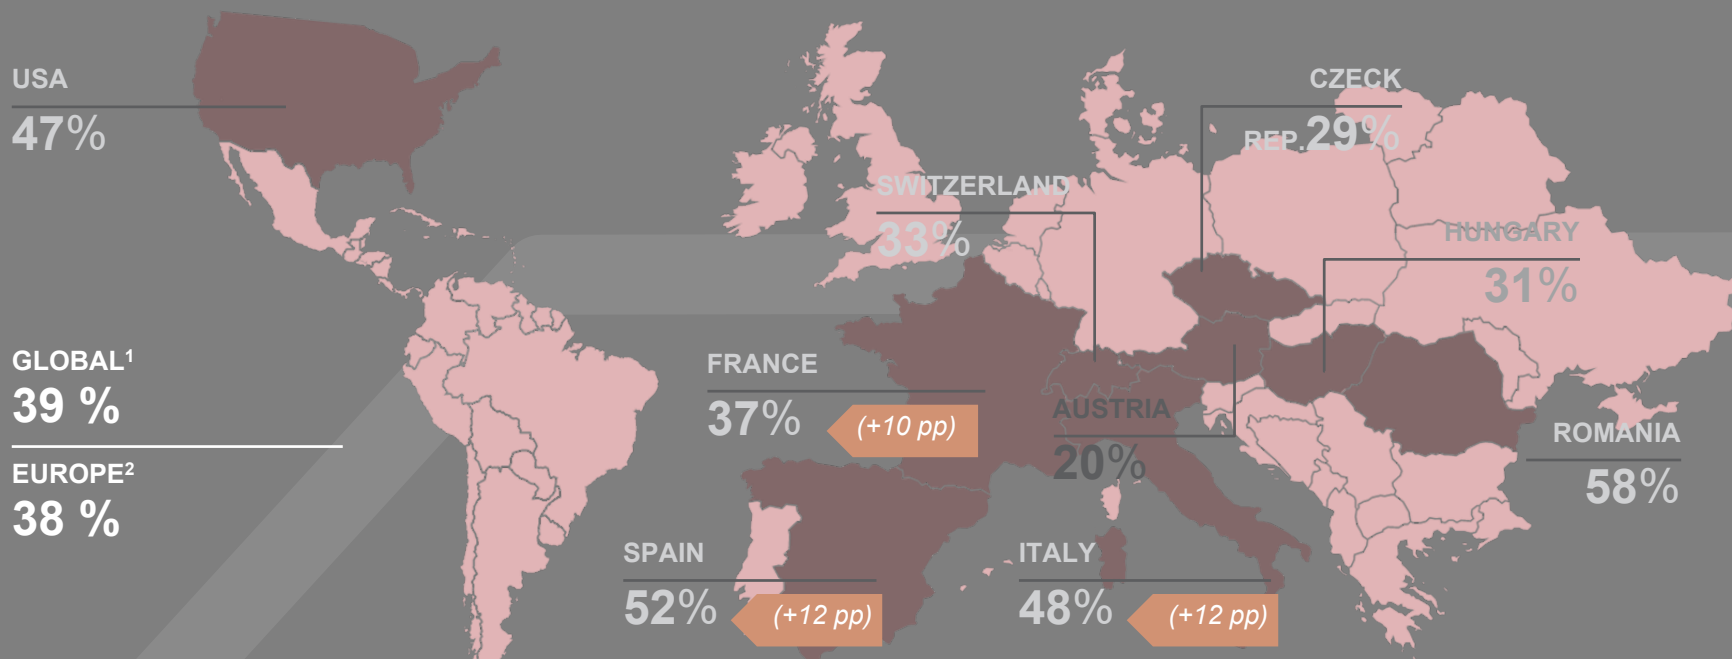 USA
47%
GLOBAL¹
39 %
EUROPE²
38 %
SWITZERLAND
33%
CZECK
REP.29%
HUNGARY
31%
FRANCE
37% (+10 pp)
AUSTRIA
20%
ROMANIA
58%
SPAIN
52% (+12 pp)
ITALY
48% (+12 pp)